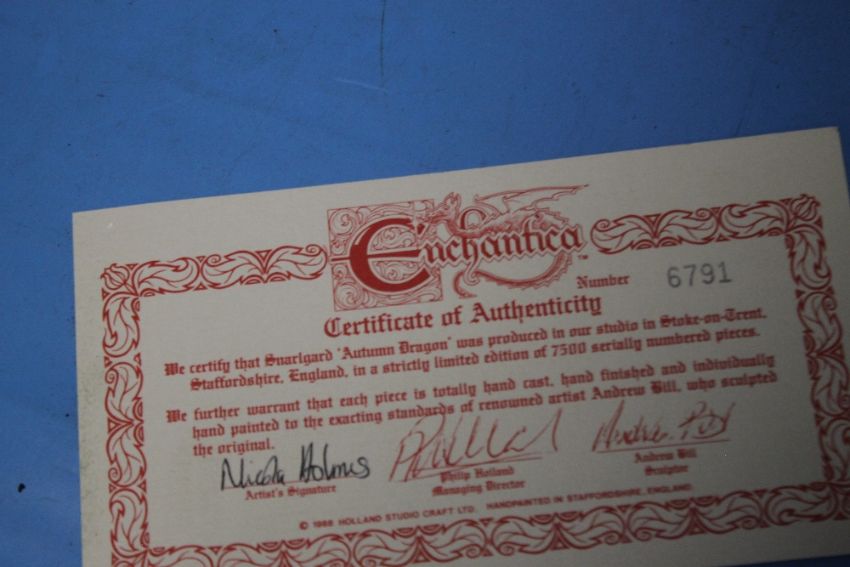 Enchantica™
Number 6791
Certificate of Authenticity
We certify that Snarlgard "Autumn Dragon" was produced in our studio in Stoke-on-Trent,
Staffordshire, England, in a strictly limited edition of 7500 serially numbered pieces.
We further warrant that each piece is totally hand cast, hand finished and individually
hand painted to the exacting standards of renowned artist Andrew Bill, who sculpted
the original.
Nicola Holmes
Artist's Signature
Philip Holland
Managing Director
Andrew Bill
Sculptor
© 1988 HOLLAND STUDIO CRAFT LTD. HANDPAINTED IN STAFFORDSHIRE, ENGLAND.